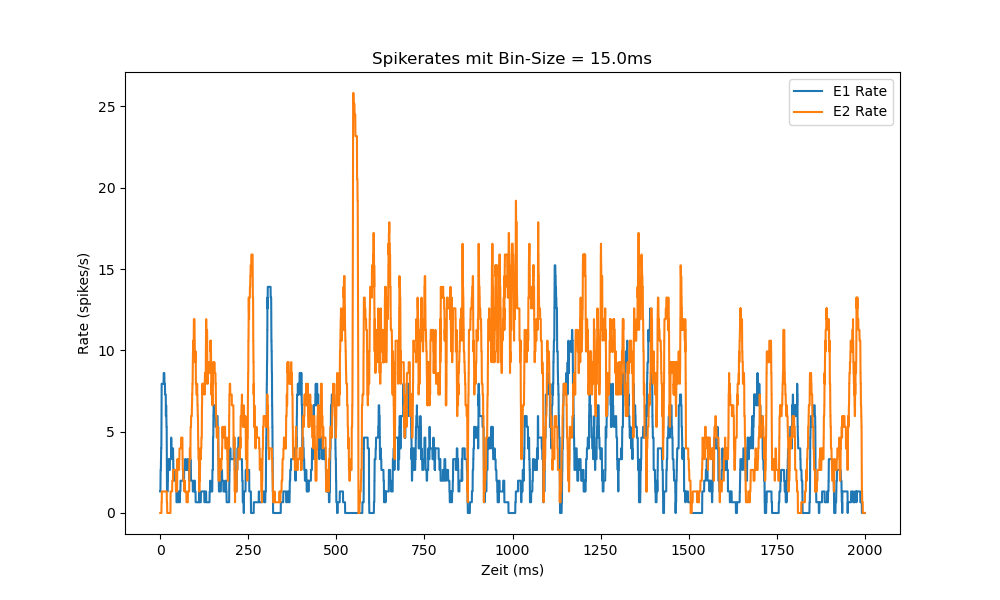 Spikerates mit Bin-Size = 15.0ms
E1 Rate
E2 Rate
25
20
15
10
5
0
Rate (spikes/s)
0 250 500 750 1000 1250 1500 1750 2000
Zeit (ms)